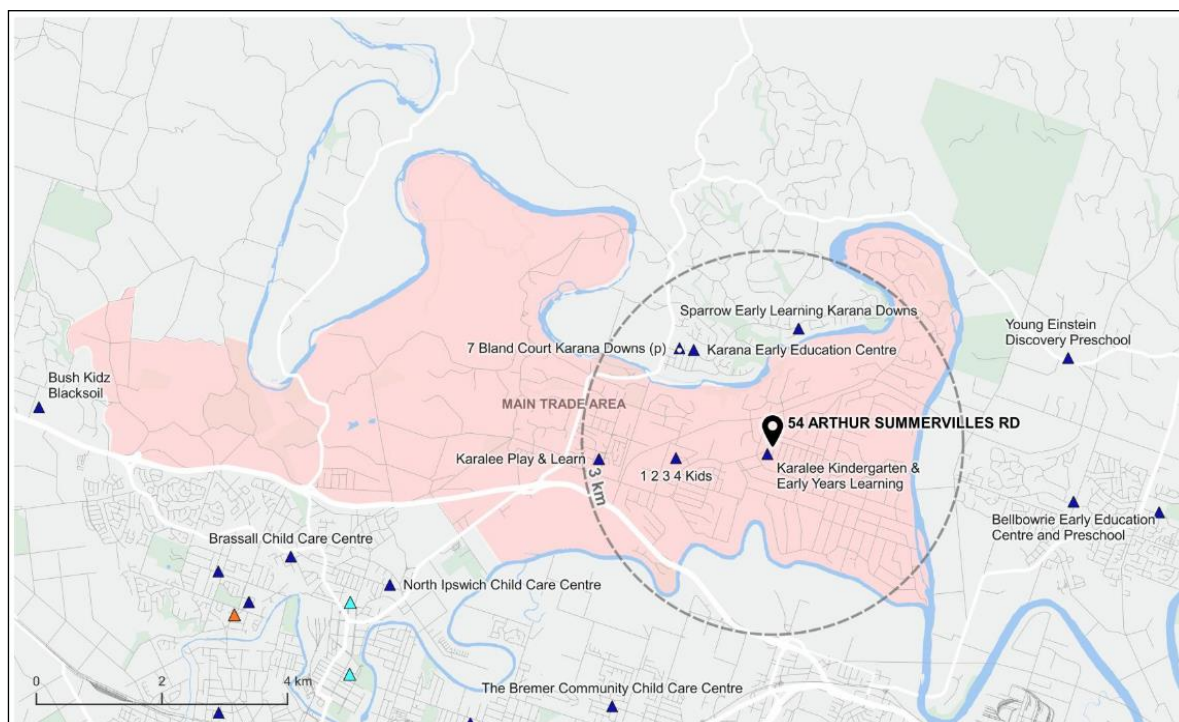 Sparrow Early Learning Karana Downs
7 Bland Court Karana Downs (p)
Karana Early Education Centre
Young Einstein
Discovery Preschool
Bush Kidz
Blacksoil
MAIN TRADE AREA
54 ARTHUR SUMMERVILLES RD
Karalee Play & Learn
3 km
1 2 3 4 Kids
Karalee Kindergarten &
Early Years Learning
Bellbowrie Early Education
Centre and Preschool
Brassall Child Care Centre
North Ipswich Child Care Centre
The Bremer Community Child Care Centre
0 2 4 km